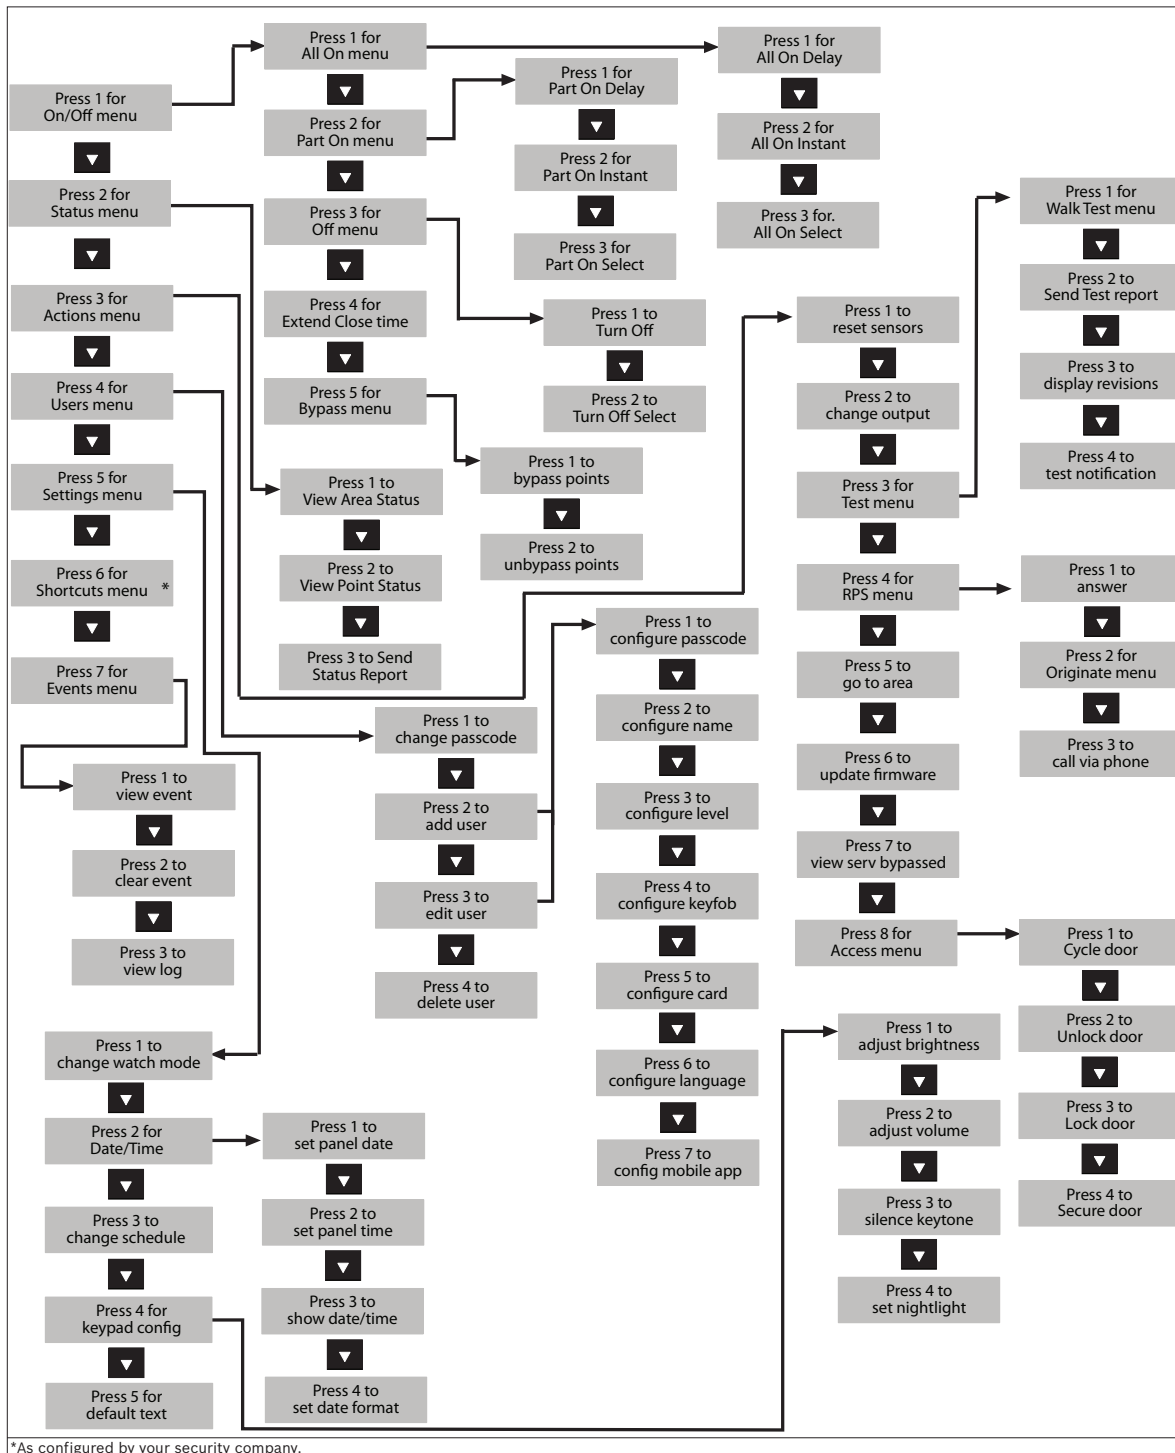 Press 1 for
On/Off menu
Press 2 for
Status menu
Press 3 for
Actions menu
Press 4 for
Users menu
Press 5 for
Settings menu
Press 6 for
Shortcuts menu *
Press 7 for
Events menu
Press 1 for
All On menu
Press 2 for
Part On menu
Press 3 for
Off menu
Press 4 for
Extend Close time
Press 5 for
Bypass menu
Press 1 for
All On Delay
Press 2 for
All On Instant
Press 3 for.
All On Select
Press 1 for
Part On Delay
Press 2 for
Part On Instant
Press 3 for
Part On Select
Press 1 to
Turn Off
Press 2 to
Turn Off Select
Press 1 to
bypass points
Press 2 to
unbypass points
Press 1 to
View Area Status
Press 2 to
View Point Status
Press 3 to Send
Status Report
Press 1 to
reset sensors
Press 2 to
change output
Press 3 for
Test menu
Press 4 for
RPS menu
Press 5 to
go to area
Press 6 to
update firmware
Press 7 to
view serv bypassed
Press 8 for
Access menu
Press 1 for
Walk Test menu
Press 2 to
Send Test report
Press 3 to
display revisions
Press 4 to
test notification
Press 1 to
answer
Press 2 for
Originate menu
Press 3 to
call via phone
Press 1 to
Cycle door
Press 2 to
Unlock door
Press 3 to
Lock door
Press 4 to
Secure door
Press 1 to
change passcode
Press 2 to
add user
Press 3 to
edit user
Press 4 to
delete user
Press 1 to
configure passcode
Press 2 to
configure name
Press 3 to
configure level
Press 4 to
configure keyfob
Press 5 to
configure card
Press 6 to
configure language
Press 7 to
config mobile app
Press 1 to
view event
Press 2 to
clear event
Press 3 to
view log
Press 1 to
change watch mode
Press 2 for
Date/Time
Press 3 to
change schedule
Press 4 for
keypad config
Press 5 for
default text
Press 1 to
set panel date
Press 2 to
set panel time
Press 3 to
show date/time
Press 4 to
set date format
Press 1 to
adjust brightness
Press 2 to
adjust volume
Press 3 to
silence keytone
Press 4 to
set nightlight
*As configured by your security company.